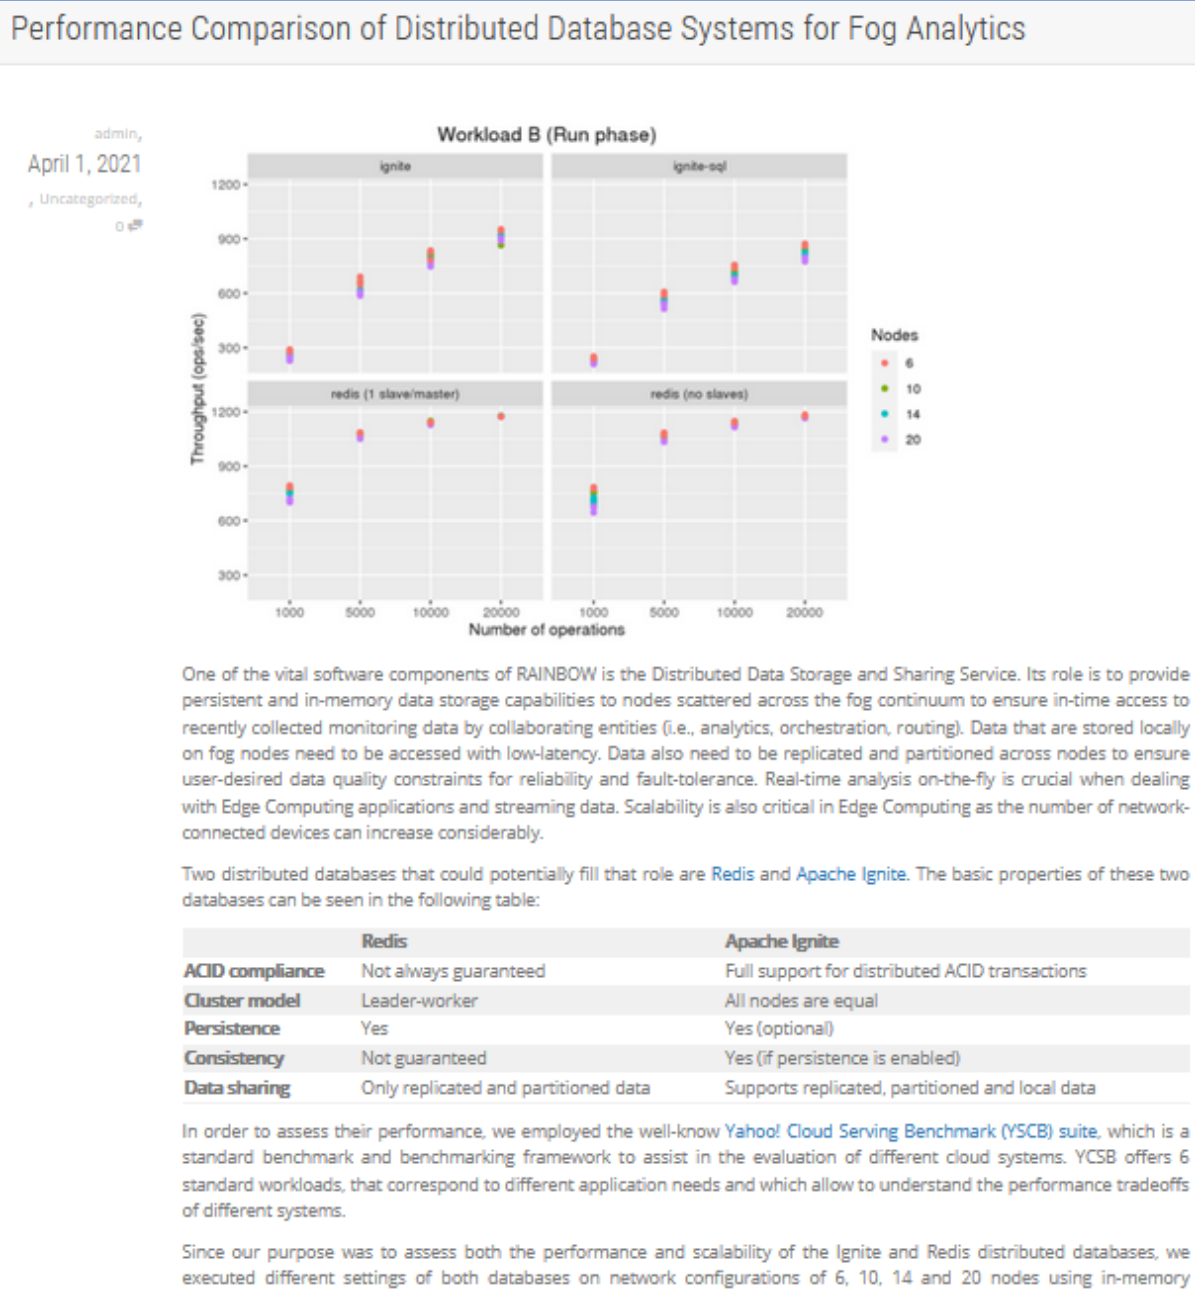 Performance Comparison of Distributed Database Systems for Fog Analytics
admin,
April 1, 2021
, Uncategorized,
0
Workload B (Run phase)
ignite
ignite-sql
1200
900
600
300
redis (1 slave/master)
redis (no slaves)
1200
900
600
300
Throughput (ops/sec)
1000 5000 10000 20000 1000 5000 10000 20000
Number of operations
Nodes
6
10
14
20
One of the vital software components of RAINBOW is the Distributed Data Storage and Sharing Service. Its role is to provide
persistent and in-memory data storage capabilities to nodes scattered across the fog continuum to ensure in-time access to
recently collected monitoring data by collaborating entities (i.e., analytics, orchestration, routing). Data that are stored locally
on fog nodes need to be accessed with low-latency. Data also need to be replicated and partitioned across nodes to ensure
user-desired data quality constraints for reliability and fault-tolerance. Real-time analysis on-the-fly is crucial when dealing
with Edge Computing applications and streaming data. Scalability is also critical in Edge Computing as the number of network-
connected devices can increase considerably.
Two distributed databases that could potentially fill that role are Redis and Apache Ignite. The basic properties of these two
databases can be seen in the following table:
Redis Apache Ignite
ACID compliance Not always guaranteed Full support for distributed ACID transactions
Cluster model Leader-worker All nodes are equal
Persistence Yes Yes (optional)
Consistency Not guaranteed Yes (if persistence is enabled)
Data sharing Only replicated and partitioned data Supports replicated, partitioned and local data
In order to assess their performance, we employed the well-know Yahoo! Cloud Serving Benchmark (YSCB) suite, which is a
standard benchmark and benchmarking framework to assist in the evaluation of different cloud systems. YCSB offers 6
standard workloads, that correspond to different application needs and which allow to understand the performance tradeoffs
of different systems.
Since our purpose was to assess both the performance and scalability of the Ignite and Redis distributed databases, we
executed different settings of both databases on network configurations of 6, 10, 14 and 20 nodes using in-memory